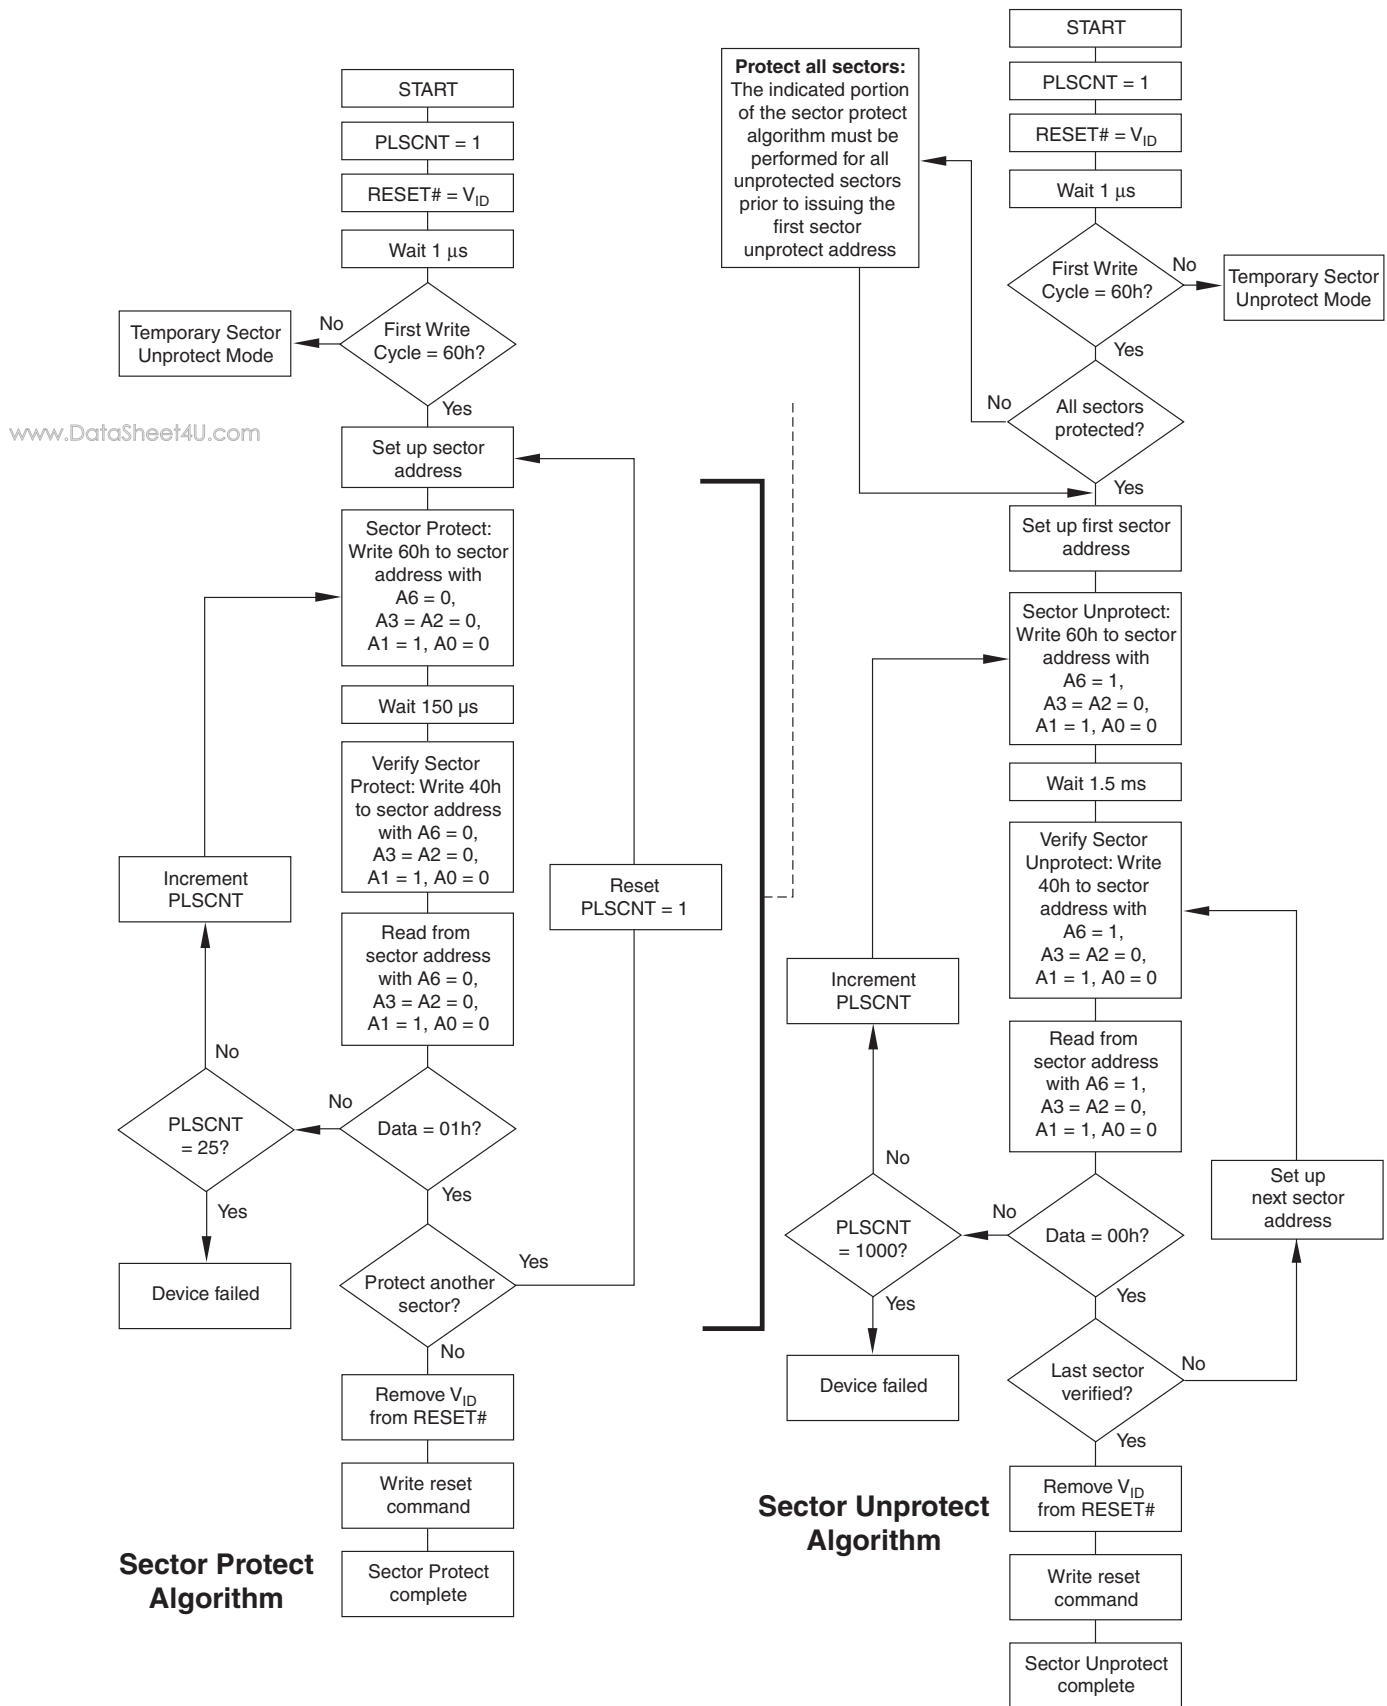 START
PLSCNT = 1
RESET# = VID
Wait 1 μs
First Write
Cycle = 60h?
No
Temporary Sector
Unprotect Mode
Yes
www.DataSheet4U.com
Set up sector
address
Sector Protect:
Write 60h to sector
address with
A6 = 0,
A3 = A2 = 0,
A1 = 1, A0 = 0
Wait 150 μs
Verify Sector
Protect: Write 40h
to sector address
with A6 = 0,
A3 = A2 = 0,
A1 = 1, A0 = 0
Increment
PLSCNT
Reset
PLSCNT = 1
Read from
sector address
with A6 = 0,
A3 = A2 = 0,
A1 = 1, A0 = 0
No
PLSCNT
= 25?
No
Data = 01h?
Yes
Yes
Device failed
Protect another
sector?
Yes
No
Remove VID
from RESET#
Write reset
command
Sector Protect
complete
Sector Protect
Algorithm
Protect all sectors:
The indicated portion
of the sector protect
algorithm must be
performed for all
unprotected sectors
prior to issuing the
first sector
unprotect address
START
PLSCNT = 1
RESET# = VID
Wait 1 μs
First Write
Cycle = 60h?
No
Temporary Sector
Unprotect Mode
Yes
No
All sectors
protected?
Yes
Set up first sector
address
Sector Unprotect:
Write 60h to sector
address with
A6 = 1,
A3 = A2 = 0,
A1 = 1, A0 = 0
Wait 1.5 ms
Verify Sector
Unprotect: Write
40h to sector
address with
A6 = 1,
A3 = A2 = 0,
A1 = 1, A0 = 0
Increment
PLSCNT
Read from
sector address
with A6 = 1,
A3 = A2 = 0,
A1 = 1, A0 = 0
No
PLSCNT
= 1000?
No
Data = 00h?
Set up
next sector
address
Yes
Yes
Device failed
Last sector
verified?
No
Yes
Remove VID
from RESET#
Write reset
command
Sector Unprotect
complete
Sector Unprotect
Algorithm